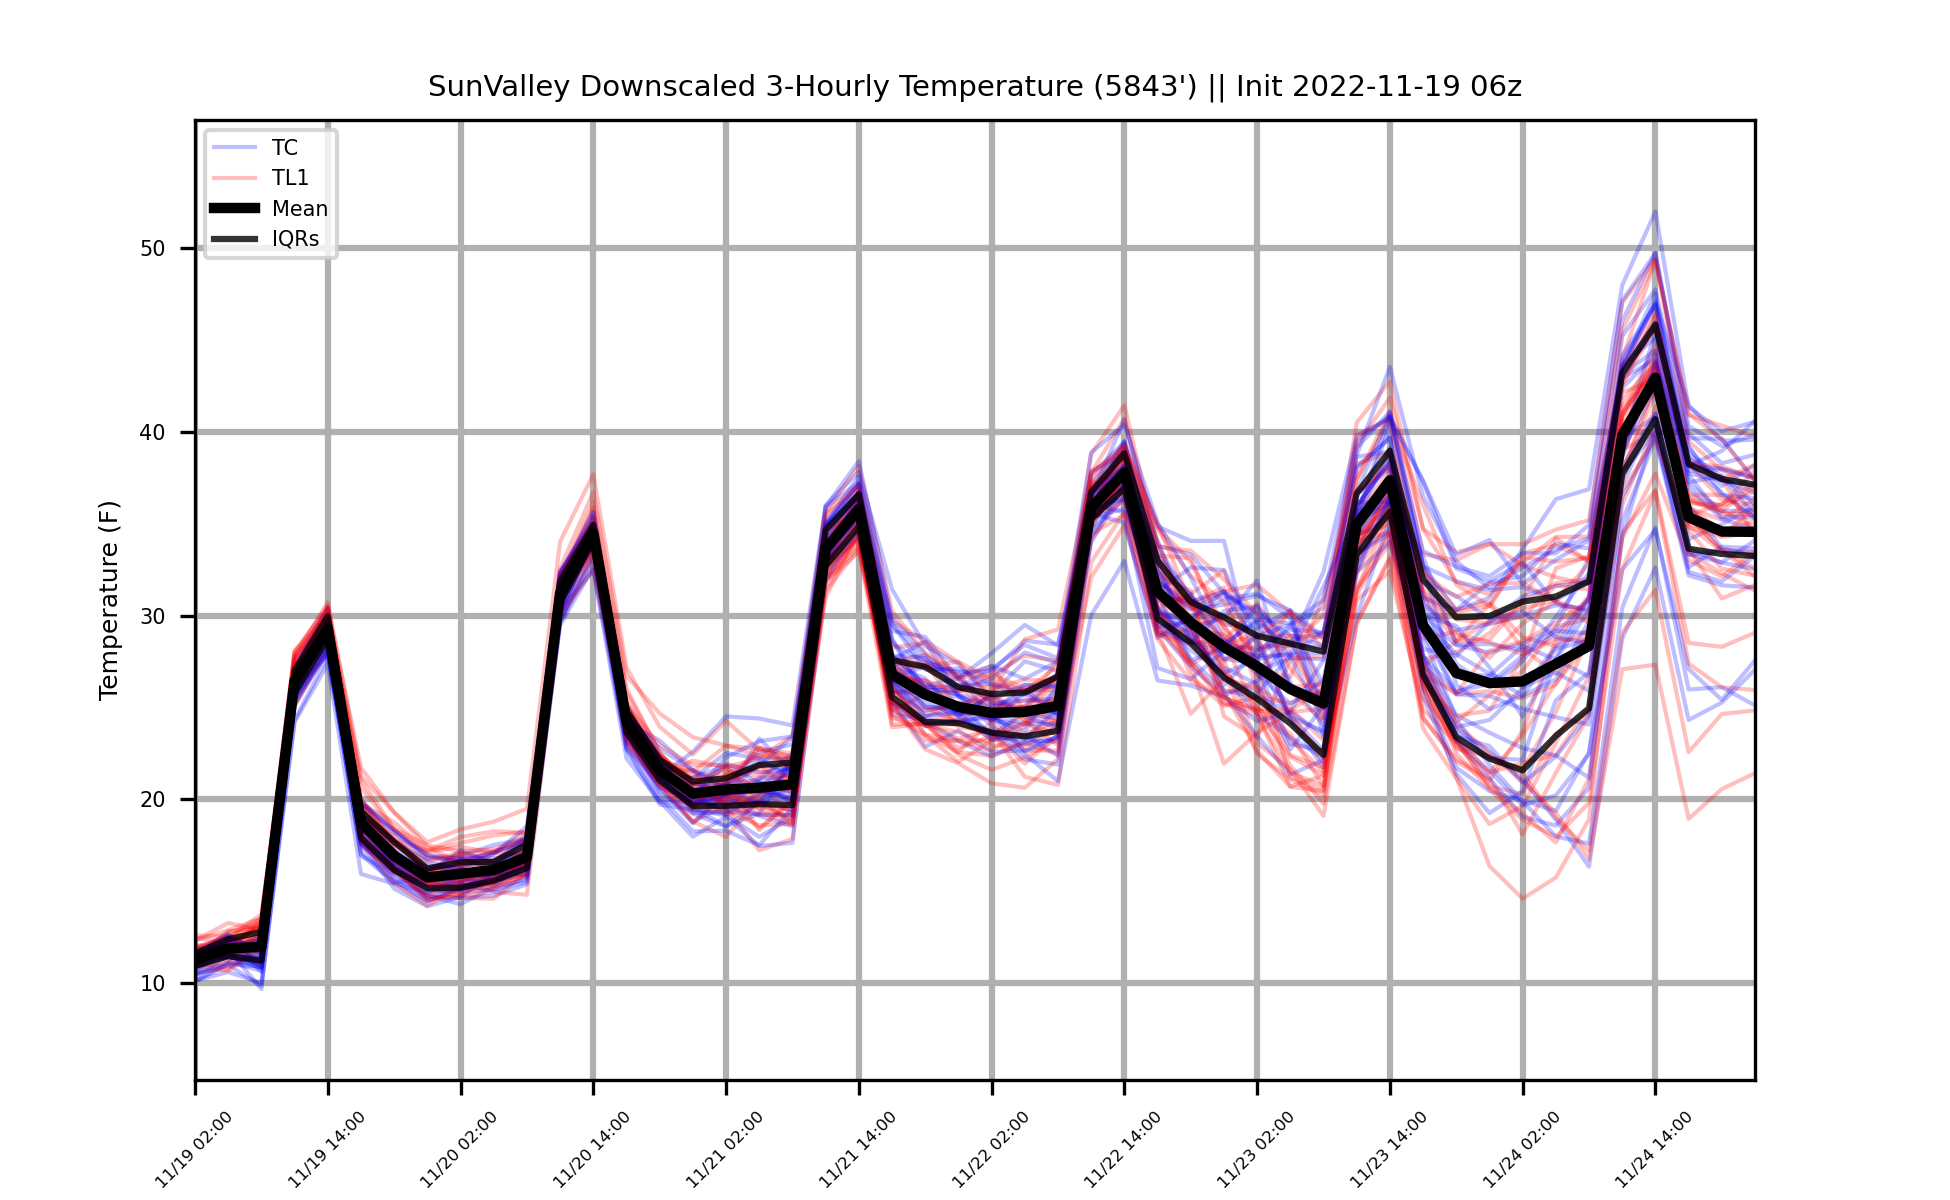 SunValley Downscaled 3-Hourly Temperature (5843') || Init 2022-11-19 06z
TC
TL1
Mean
IQRs
Temperature (F)
50
40
30
20
10
11/19 02:00
11/19 14:00
11/20 02:00
11/20 14:00
11/21 02:00
11/21 14:00
11/22 02:00
11/22 14:00
11/23 02:00
11/23 14:00
11/24 02:00
11/24 14:00